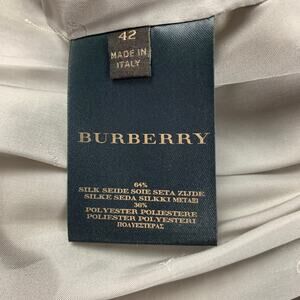 42
MADE IN
ITALY
BURBERRY
64%
SILK SEIDE SOIE SETA ZIJDE
SILKE SEDA SILKKI ΜΕΤΑΞΙ
36%
POLYESTER POLIESTERE
POLIESTER POLYESTERI
ΠΟΛΥΕΣΤΕΡΑΣ